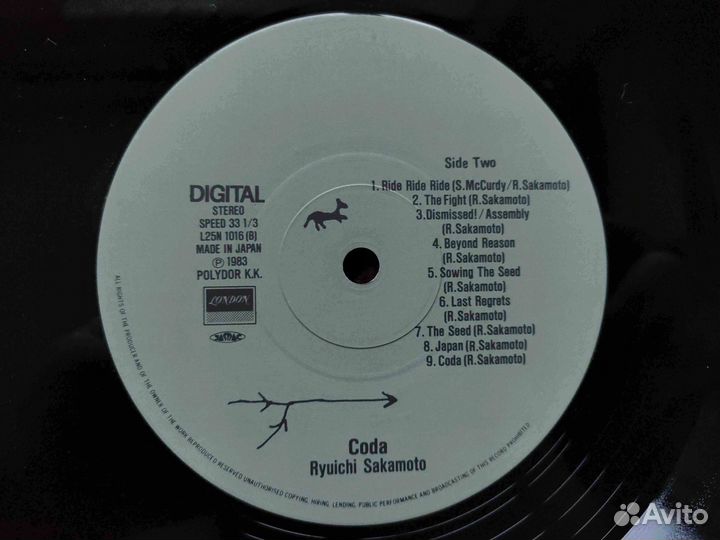 Side Two
1. Ride Ride Ride (S.McCurdy/R.Sakamoto)
2. The Fight (R.Sakamoto)
3. Dismissed!/Assembly
(R.Sakamoto)
4. Beyond Reason
(R.Sakamoto)
5. Sowing The Seed
(R.Sakamoto)
6. Last Regrets
(R.Sakamoto)
7. The Seed (R.Sakamoto)
8. Japan (R.Sakamoto)
9. Coda (R.Sakamoto)
DIGITAL
STEREO
SPEED 33 1/3
L25N 1016 (B)
MADE IN JAPAN
Ⓟ 1983
POLYDOR K.K.
LONDON
JASRAC
Coda
Ryuichi Sakamoto
ALL RIGHTS OF THE PRODUCER AND OF THE OWNER OF THE WORK REPRODUCED RESERVED UNAUTHORISED COPYING, HIRING, LENDING, PUBLIC PERFORMANCE AND BROADCASTING OF THIS RECORD PROHIBITED
Avito